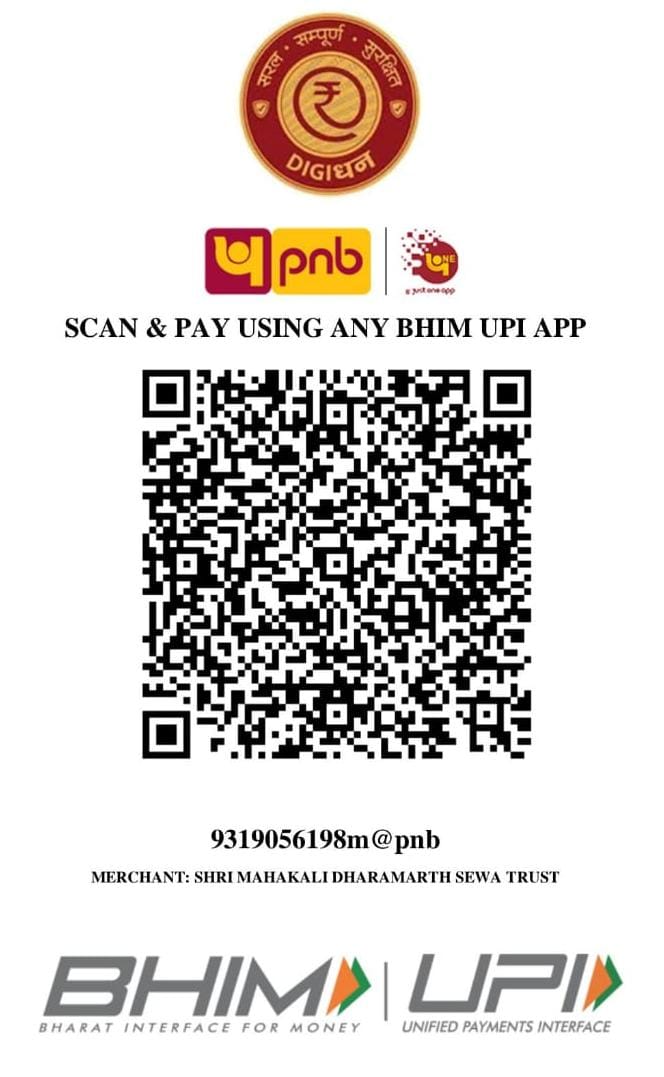 सरल • सम्पूर्ण • सुरक्षित
DIGIधन
pnb
ONE
just one app
SCAN & PAY USING ANY BHIM UPI APP
9319056198m@pnb
MERCHANT: SHRI MAHAKALI DHARAMARTH SEWA TRUST
BHIM UPI
BHARAT INTERFACE FOR MONEY UNIFIED PAYMENTS INTERFACE